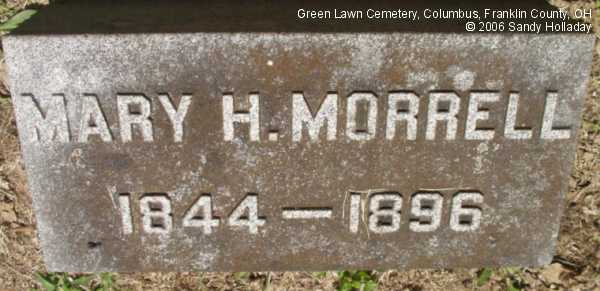 Green Lawn Cemetery, Columbus, Franklin County, OH
© 2006 Sandy Holladay
MARY H. MORRELL
1844 — 1896